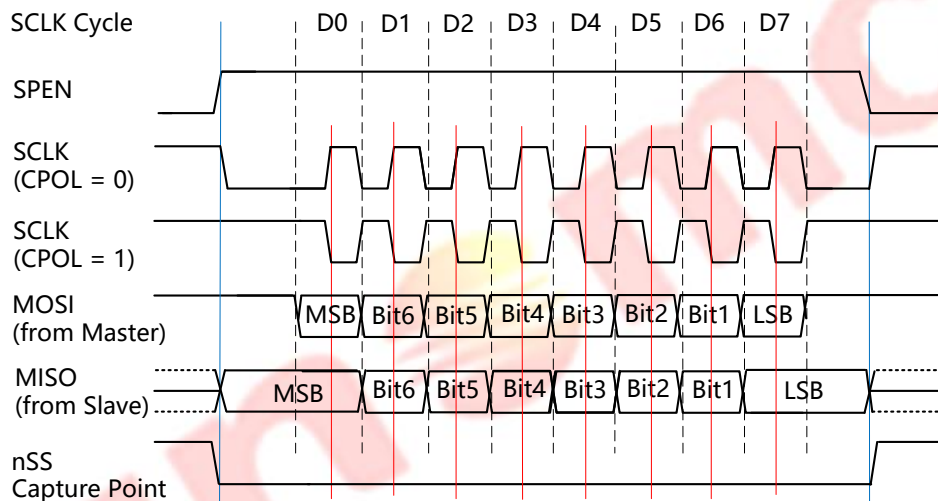 SCLK Cycle D0 D1 D2 D3 D4 D5 D6 D7
SPEN
SCLK
(CPOL = 0)
SCLK
(CPOL = 1)
MOSI
(from Master)
MSB Bit6 Bit5 Bit4 Bit3 Bit2 Bit1 LSB
MISO
(from Slave)
MSB Bit6 Bit5 Bit4 Bit3 Bit2 Bit1 LSB
nSS
Capture Point